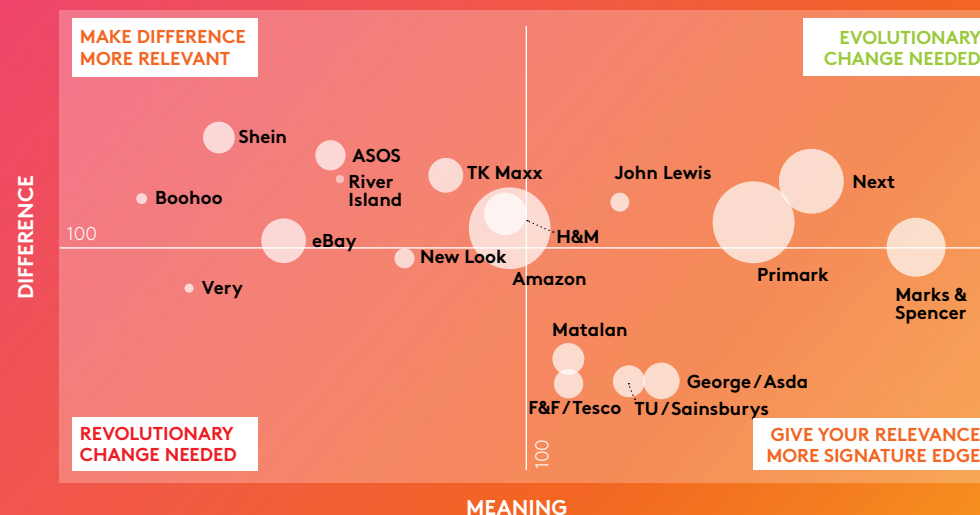 MAKE DIFFERENCE
MORE RELEVANT
EVOLUTIONARY
CHANGE NEEDED
Shein
ASOS
TK Maxx
John Lewis
River
Island
Next
Boohoo
100
eBay
H&M
New Look
Amazon
Primark
Very
Marks &
Spencer
Matalan
George/Asda
F&F/Tesco
TU/Sainsburys
REVOLUTIONARY
CHANGE NEEDED
100
GIVE YOUR RELEVANCE
MORE SIGNATURE EDGE
DIFFERENCE
MEANING